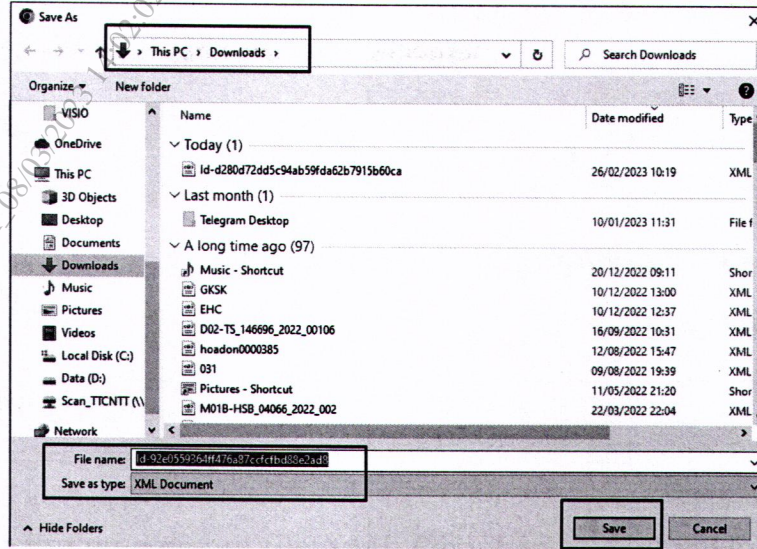 Save As
This PC > Downloads >
Search Downloads
Organize New folder
Name Date modified Type
VISIO
OneDrive
This PC
3D Objects
Desktop
Documents
Downloads
Music
Pictures
Videos
Local Disk (C:)
Data (D:)
Scan_TTCNTT (\\
Network
Today (1)
Id-d280d72dd5c94ab59fda62b7915b60ca 26/02/2023 10:19 XML
Last month (1)
Telegram Desktop 10/01/2023 11:31 File f
A long time ago (97)
Music - Shortcut 20/12/2022 09:11 Shor
GKSK 10/12/2022 13:00 XML
EHC 10/12/2022 12:37 XML
D02-TS_146696_2022_00106 16/09/2022 10:31 XML
hoadon0000385 12/08/2022 15:47 XML
031 09/08/2022 19:39 XML
Pictures - Shortcut 11/05/2022 21:20 Shor
M01B-HSB_04066_2022_002 22/03/2022 22:04 XML
File name:
Save as type: XML Document
Hide Folders Save Cancel